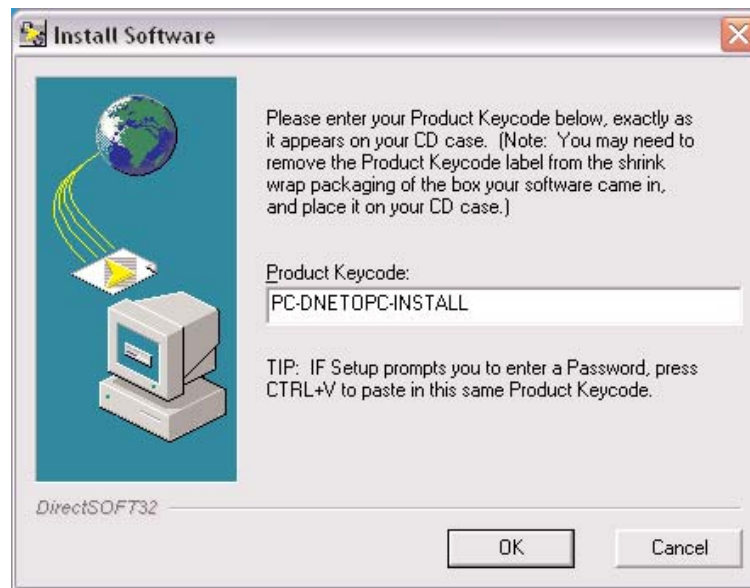 Install Software
Please enter your Product Keycode below, exactly as
it appears on your CD case. (Note: You may need to
remove the Product Keycode label from the shrink
wrap packaging of the box your software came in,
and place it on your CD case.)
Product Keycode:
PC-DNETOPC-INSTALL
TIP: IF Setup prompts you to enter a Password, press
CTRL+V to paste in this same Product Keycode.
DirectSOFT32
OK Cancel